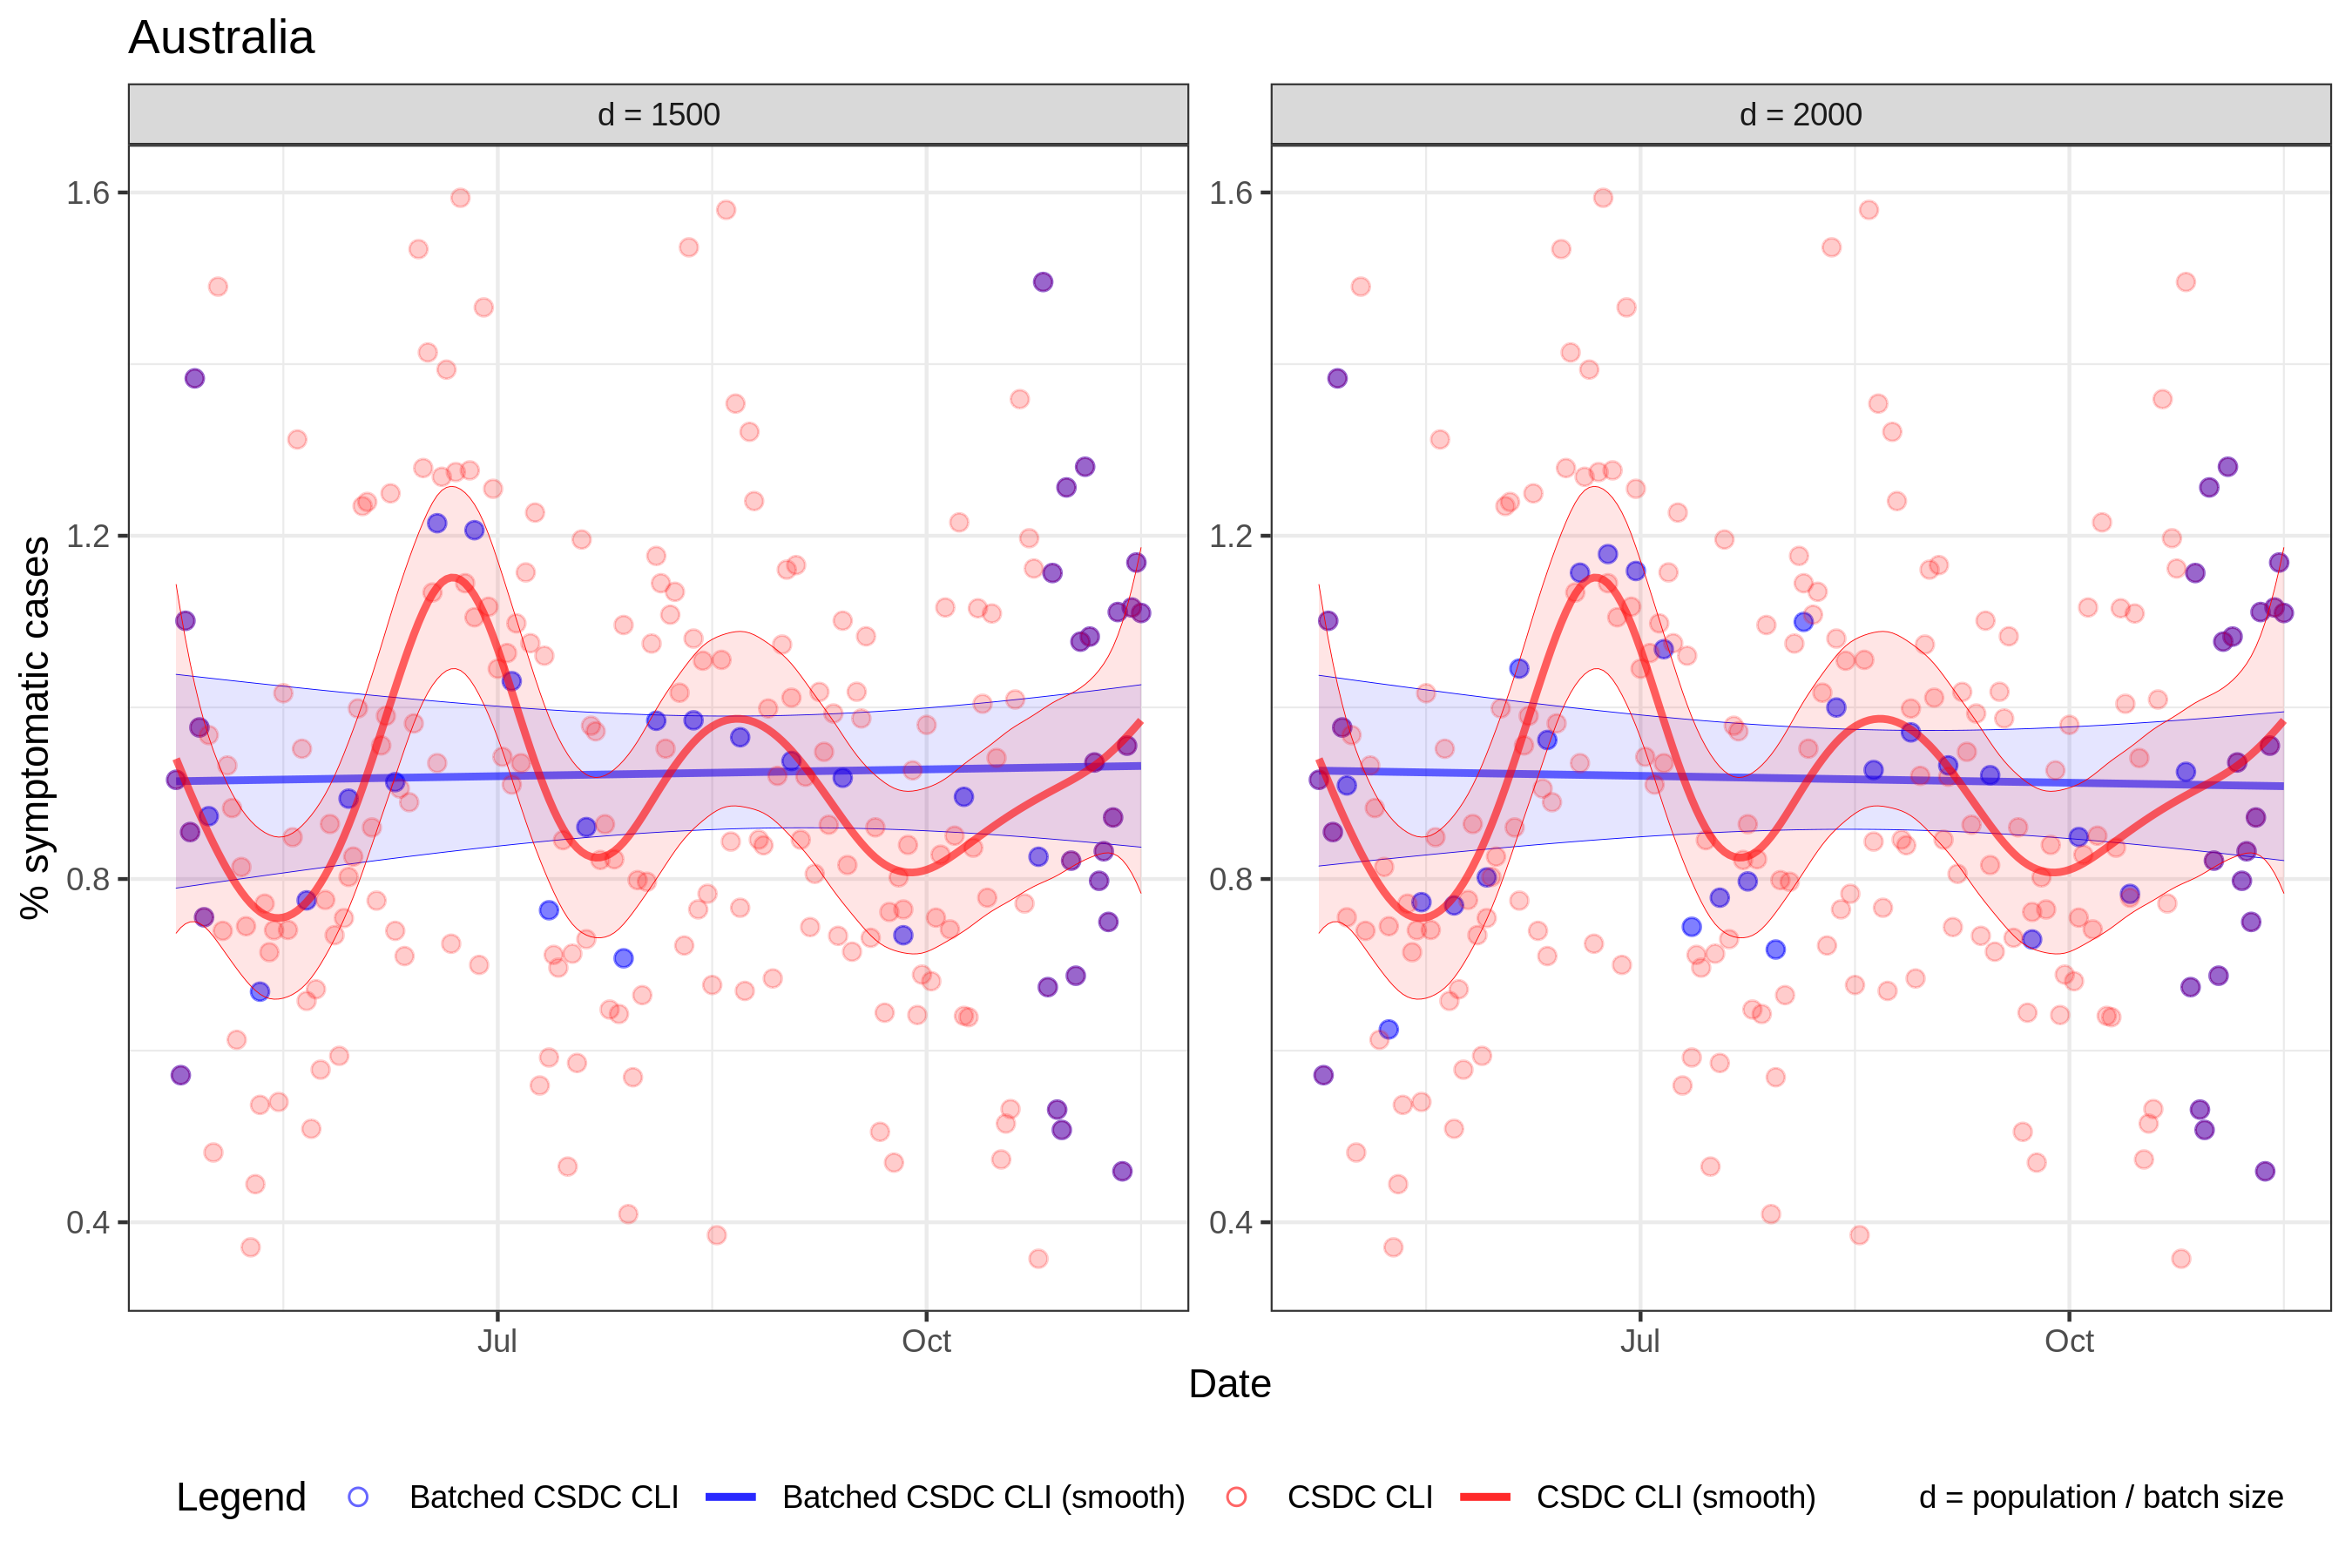 Australia
d = 1500
d = 2000
% symptomatic cases
1.6
1.2
0.8
0.4
1.6
1.2
0.8
0.4
Jul
Oct
Jul
Oct
Date
Legend
Batched CSDC CLI
Batched CSDC CLI (smooth)
CSDC CLI
CSDC CLI (smooth)
d = population / batch size